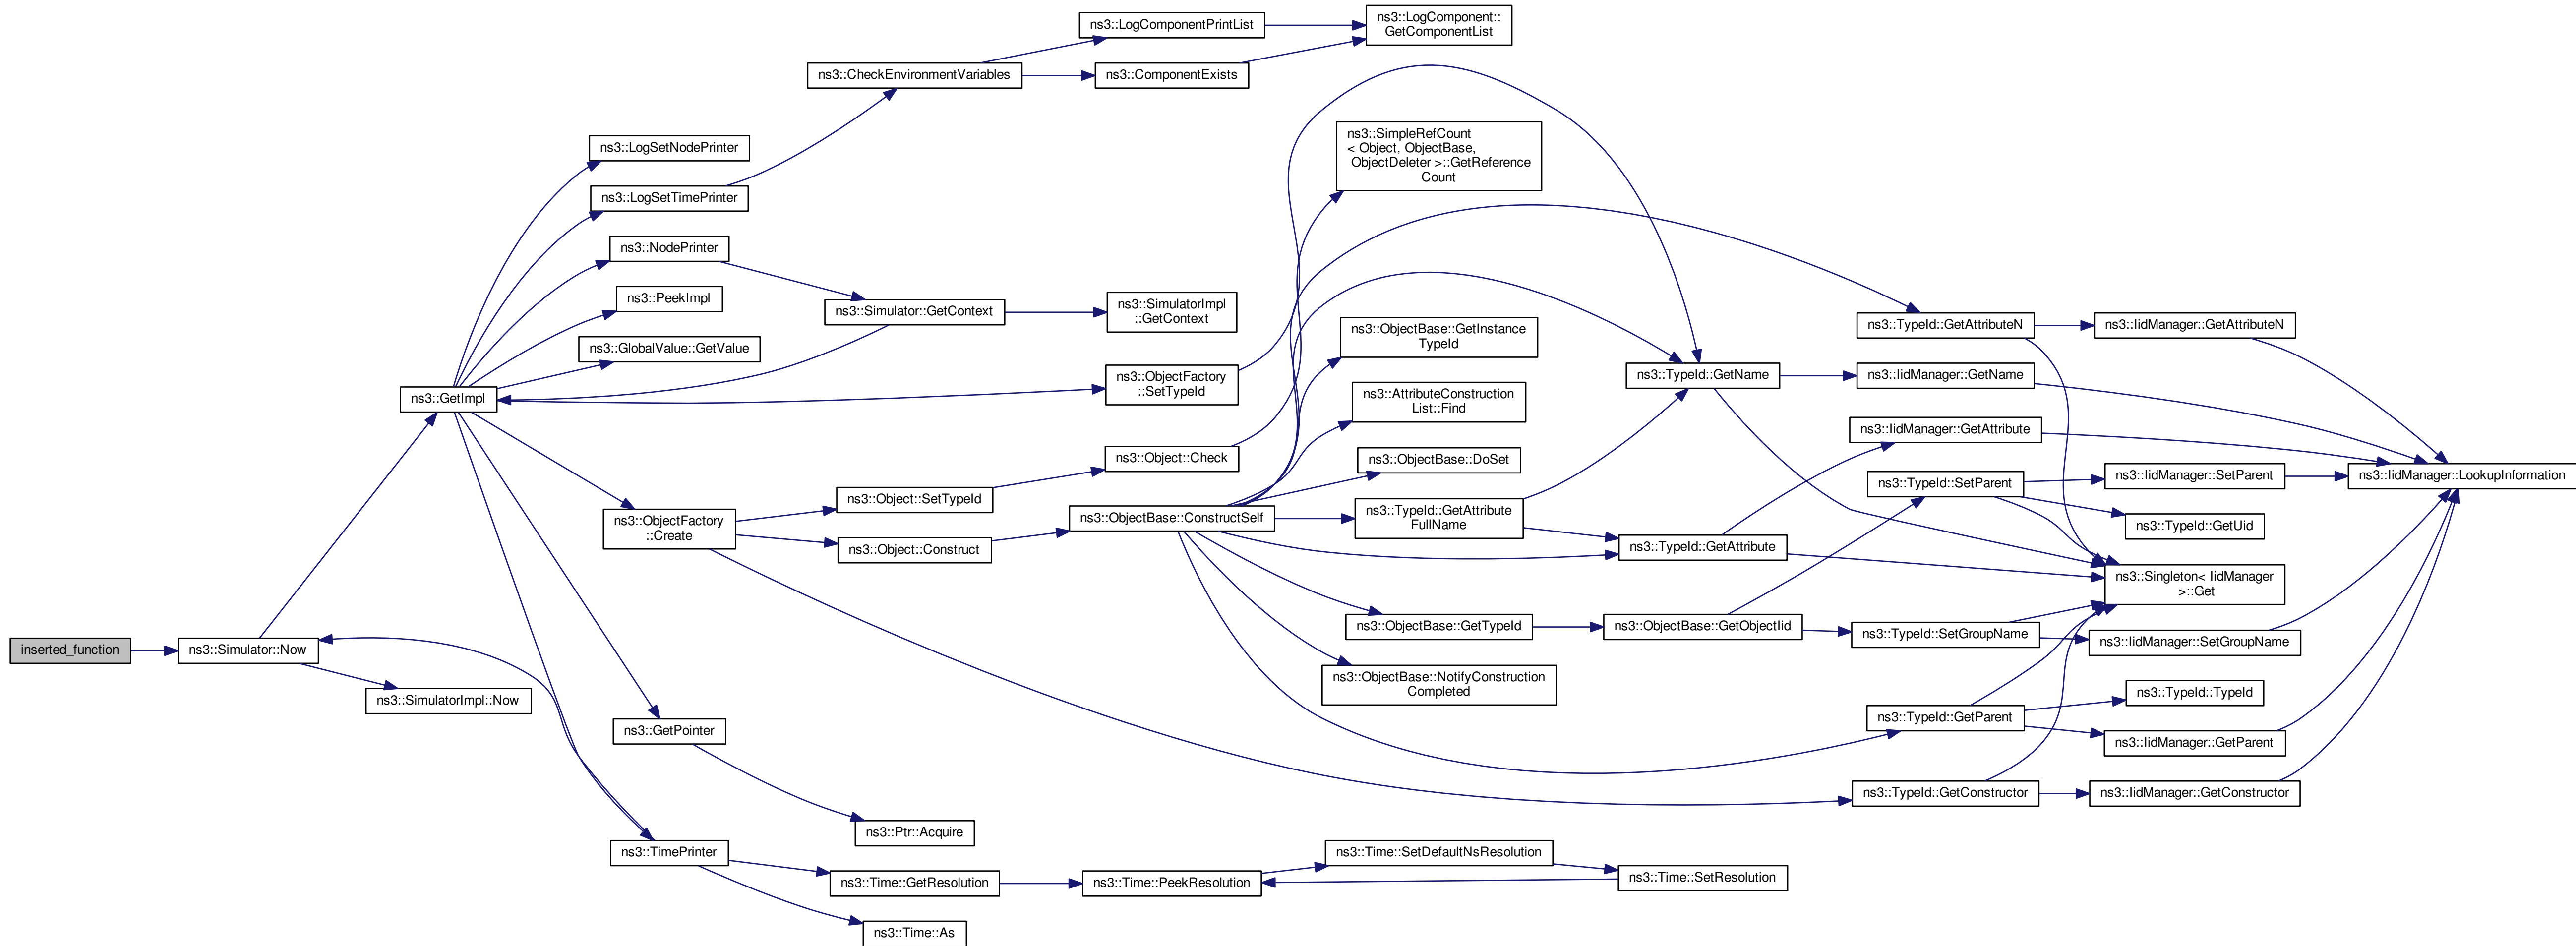 inserted_function
ns3::Simulator::Now
ns3::SimulatorImpl::Now
ns3::GetImpl
ns3::LogSetNodePrinter
ns3::LogSetTimePrinter
ns3::NodePrinter
ns3::PeekImpl
ns3::GlobalValue::GetValue
ns3::ObjectFactory
::Create
ns3::GetPointer
ns3::TimePrinter
ns3::CheckEnvironmentVariables
ns3::Simulator::GetContext
ns3::Object::SetTypeId
ns3::Object::Construct
ns3::Ptr::Acquire
ns3::Time::GetResolution
ns3::Time::As
ns3::LogComponentPrintList
ns3::ComponentExists
ns3::SimulatorImpl
::GetContext
ns3::ObjectFactory
::SetTypeId
ns3::Object::Check
ns3::ObjectBase::ConstructSelf
ns3::Time::PeekResolution
ns3::LogComponent::
GetComponentList
ns3::SimpleRefCount
< Object, ObjectBase,
ObjectDeleter >::GetReference
Count
ns3::ObjectBase::GetInstance
TypeId
ns3::AttributeConstruction
List::Find
ns3::ObjectBase::DoSet
ns3::TypeId::GetAttribute
FullName
ns3::ObjectBase::GetTypeId
ns3::ObjectBase::NotifyConstruction
Completed
ns3::Time::SetDefaultNsResolution
ns3::TypeId::GetName
ns3::TypeId::GetAttribute
ns3::ObjectBase::GetObjectIid
ns3::Time::SetResolution
ns3::TypeId::GetAttributeN
ns3::IidManager::GetName
ns3::IidManager::GetAttribute
ns3::TypeId::SetParent
ns3::TypeId::SetGroupName
ns3::TypeId::GetParent
ns3::TypeId::GetConstructor
ns3::IidManager::GetAttributeN
ns3::IidManager::SetParent
ns3::TypeId::GetUid
ns3::Singleton< IidManager
>::Get
ns3::IidManager::SetGroupName
ns3::TypeId::TypeId
ns3::IidManager::GetParent
ns3::IidManager::GetConstructor
ns3::IidManager::LookupInformation